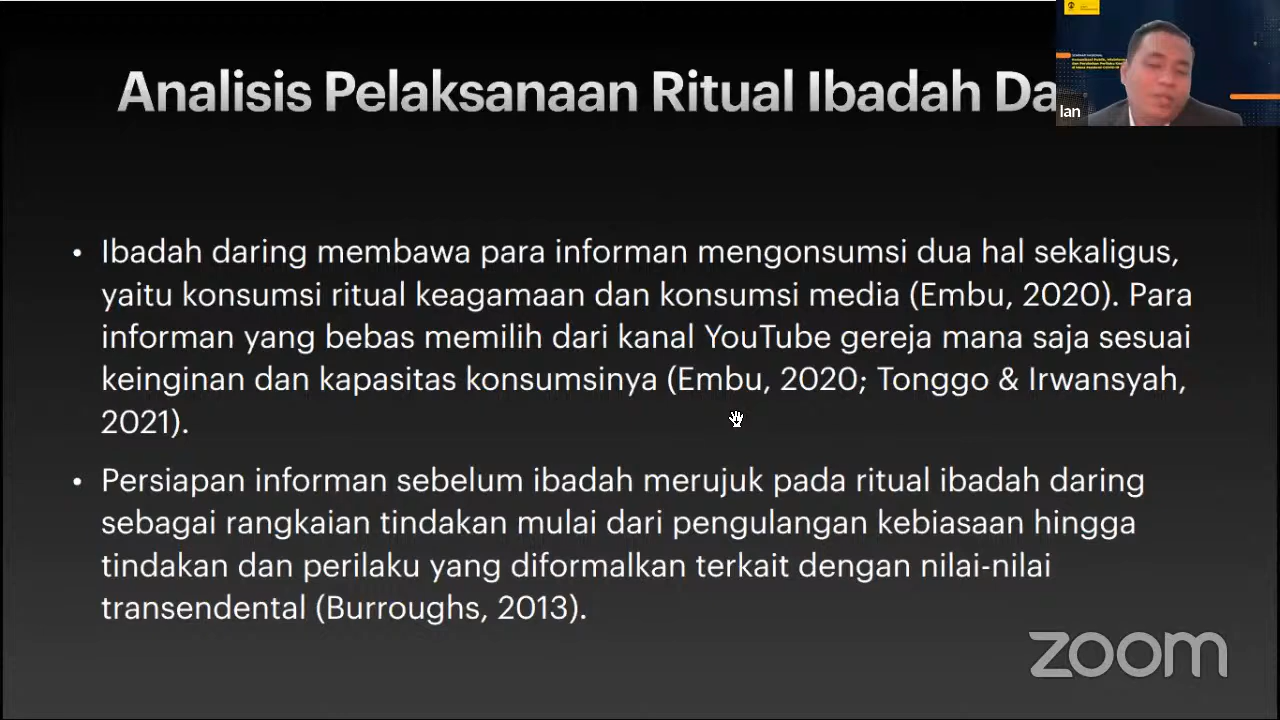 Analisis Pelaksanaan Ritual Ibadah Da
Ian
• Ibadah daring membawa para informan mengonsumsi dua hal sekaligus,
yaitu konsumsi ritual keagamaan dan konsumsi media (Embu, 2020). Para
informan yang bebas memilih dari kanal YouTube gereja mana saja sesuai
keinginan dan kapasitas konsumsinya (Embu, 2020; Tonggo & Irwansyah,
2021).
• Persiapan informan sebelum ibadah merujuk pada ritual ibadah daring
sebagai rangkaian tindakan mulai dari pengulangan kebiasaan hingga
tindakan dan perilaku yang diformalkan terkait dengan nilai-nilai
transendental (Burroughs, 2013).
zoom